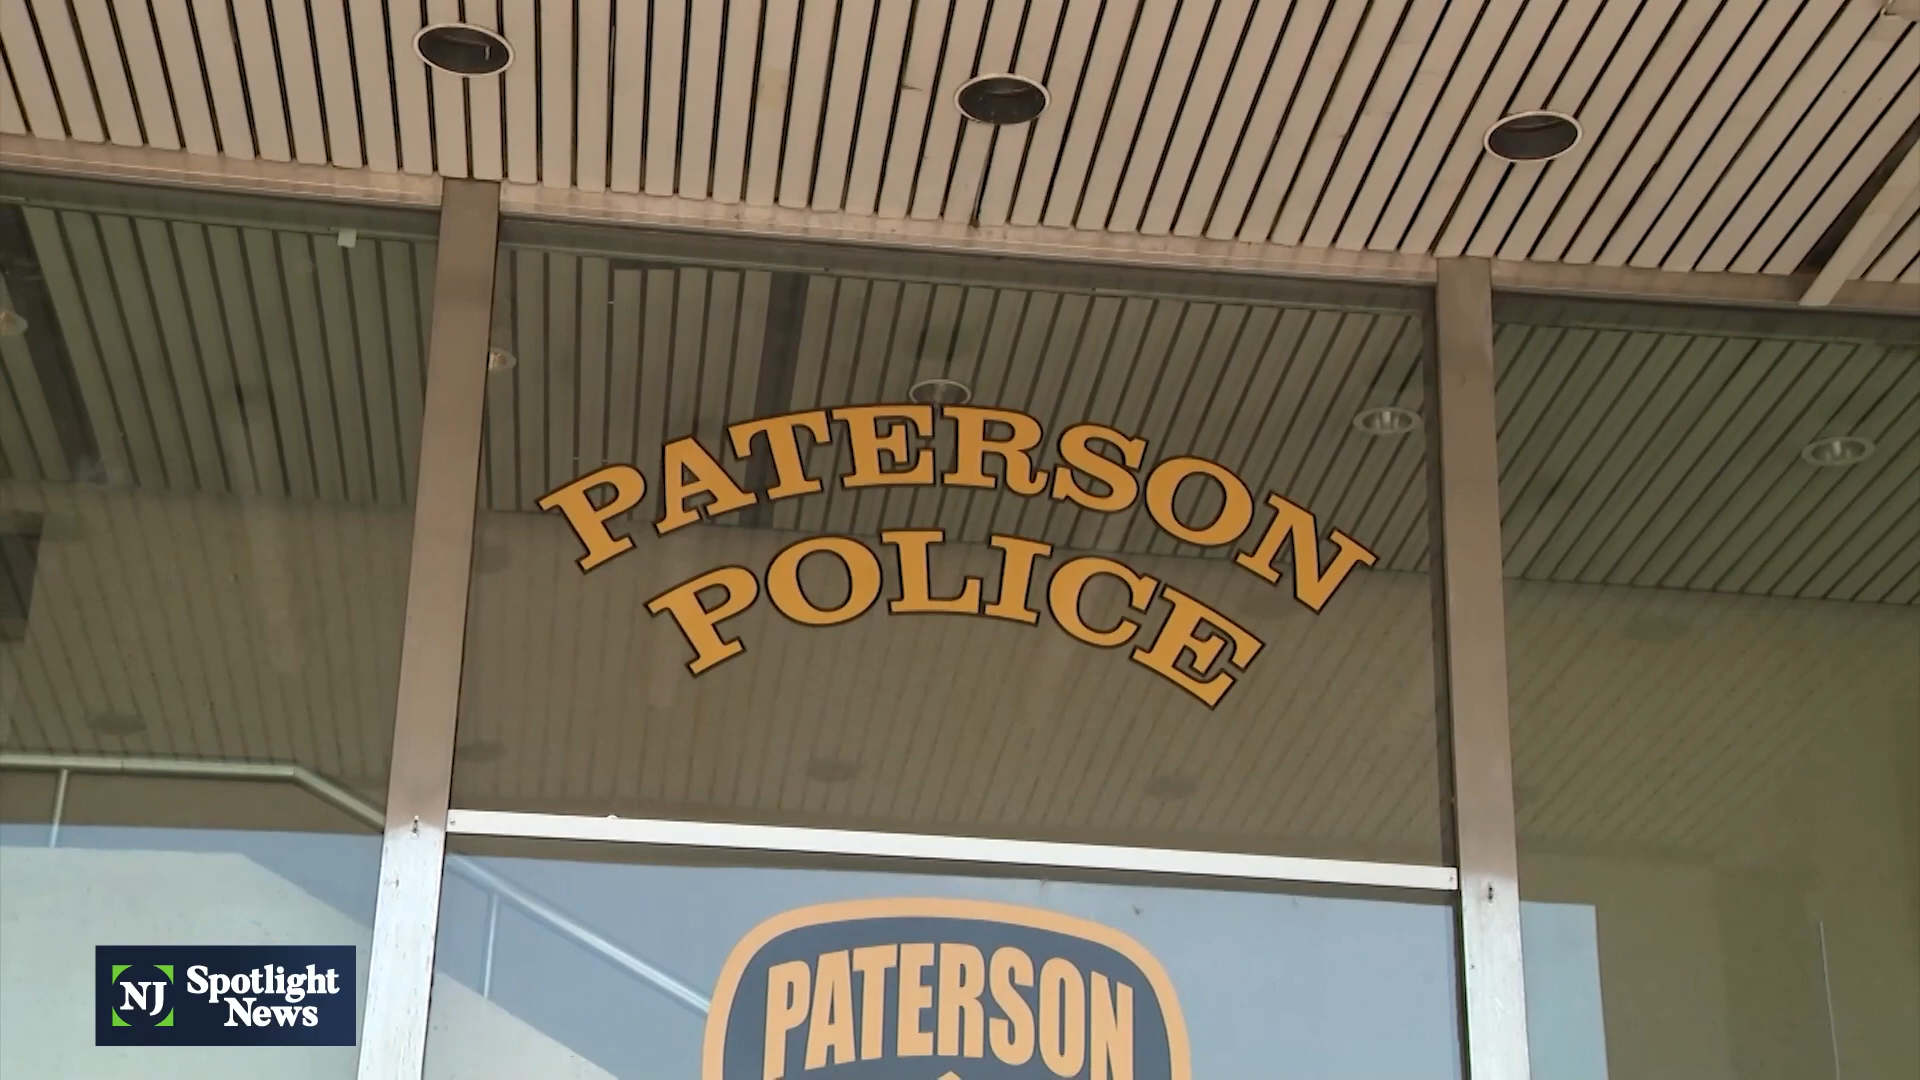 PATERSON
POLICE
PATERSON
NJ Spotlight
News